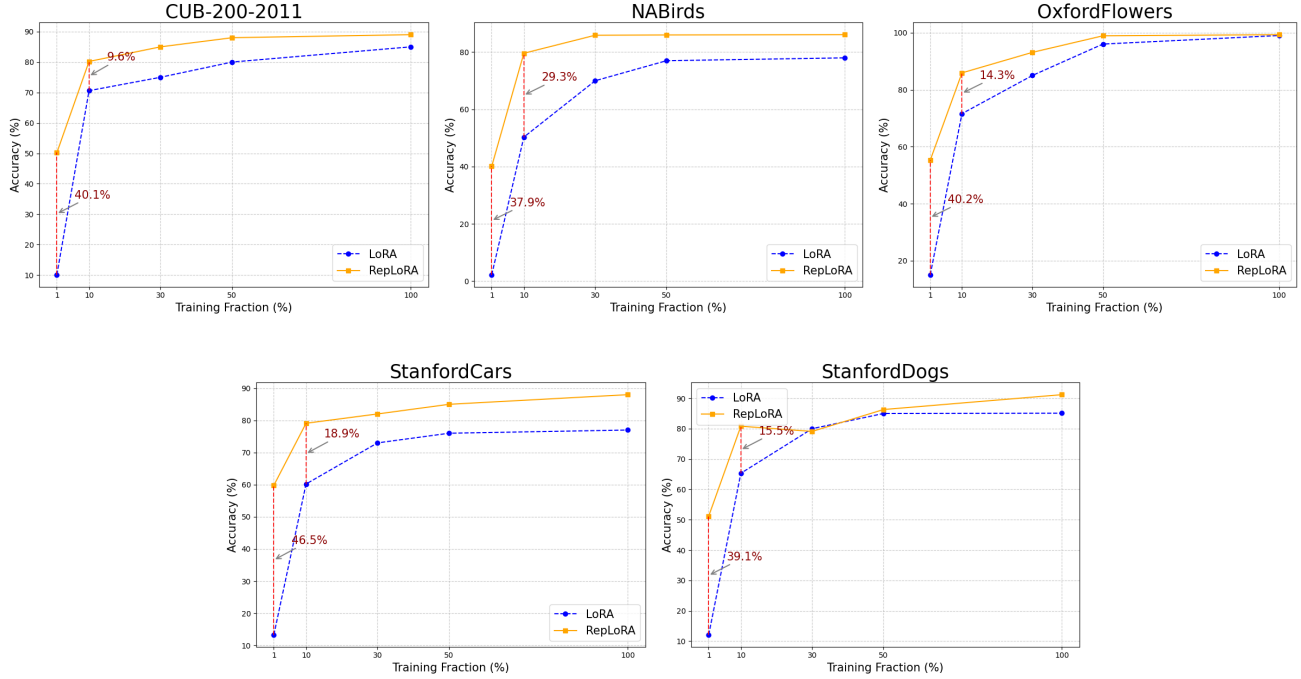 CUB-200-2011
Accuracy (%)
90
80
70
60
50
40
30
20
10
9.6%
40.1%
LoRA
RepLoRA
1
10
30
50
100
Training Fraction (%)
NABirds
Accuracy (%)
80
60
40
20
0
29.3%
37.9%
LoRA
RepLoRA
1
10
30
50
100
Training Fraction (%)
OxfordFlowers
Accuracy (%)
100
80
60
40
20
14.3%
40.2%
LoRA
RepLoRA
1
10
30
50
100
Training Fraction (%)
StanfordCars
Accuracy (%)
90
80
70
60
50
40
30
20
10
18.9%
46.5%
LoRA
RepLoRA
1
10
30
50
100
Training Fraction (%)
StanfordDogs
Accuracy (%)
90
80
70
60
50
40
30
20
10
LoRA
RepLoRA
15.5%
39.1%
1
10
30
50
100
Training Fraction (%)